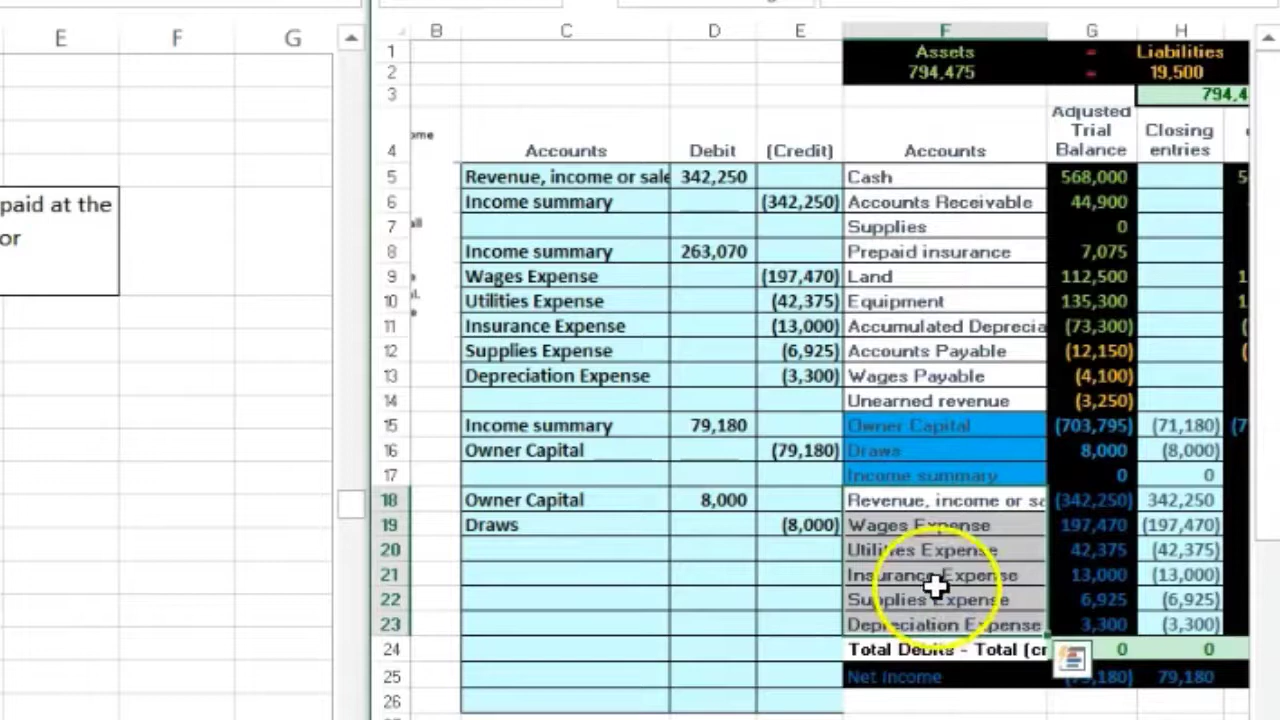 E F G B C D E F G H
1 Assets = Liabilities
2 794,475 = 19,500
3 794,4
ome
4 Accounts Debit (Credit) Accounts Adjusted Trial Balance Closing entries
5 Revenue, income or sale 342,250 Cash 568,000 5
paid at the
6 Income summary (342,250) Accounts Receivable 44,900
7 Supplies 0
or
8 Income summary 263,070 Prepaid insurance 7,075
9 Wages Expense (197,470) Land 112,500 1
10 Utilities Expense (42,375) Equipment 135,300 1
11 Insurance Expense (13,000) Accumulated Deprecia (73,300) (
12 Supplies Expense (6,925) Accounts Payable (12,150) (
13 Depreciation Expense (3,300) Wages Payable (4,100)
14 Unearned revenue (3,250)
15 Income summary 79,180 Owner Capital (703,795) (71,180) (7
16 Owner Capital (79,180) Draws 8,000 (8,000)
17 Income summary 0 0
18 Owner Capital 8,000 Revenue, income or sa (342,250) 342,250
19 Draws (8,000) Wages Expense 197,470 (197,470)
20 Utilities Expense 42,375 (42,375)
21 Insurance Expense 13,000 (13,000)
22 Supplies Expense 6,925 (6,925)
23 Depreciation Expense 3,300 (3,300)
24 Total Debits - Total (cr 0 0
25 Net Income 79,180
26